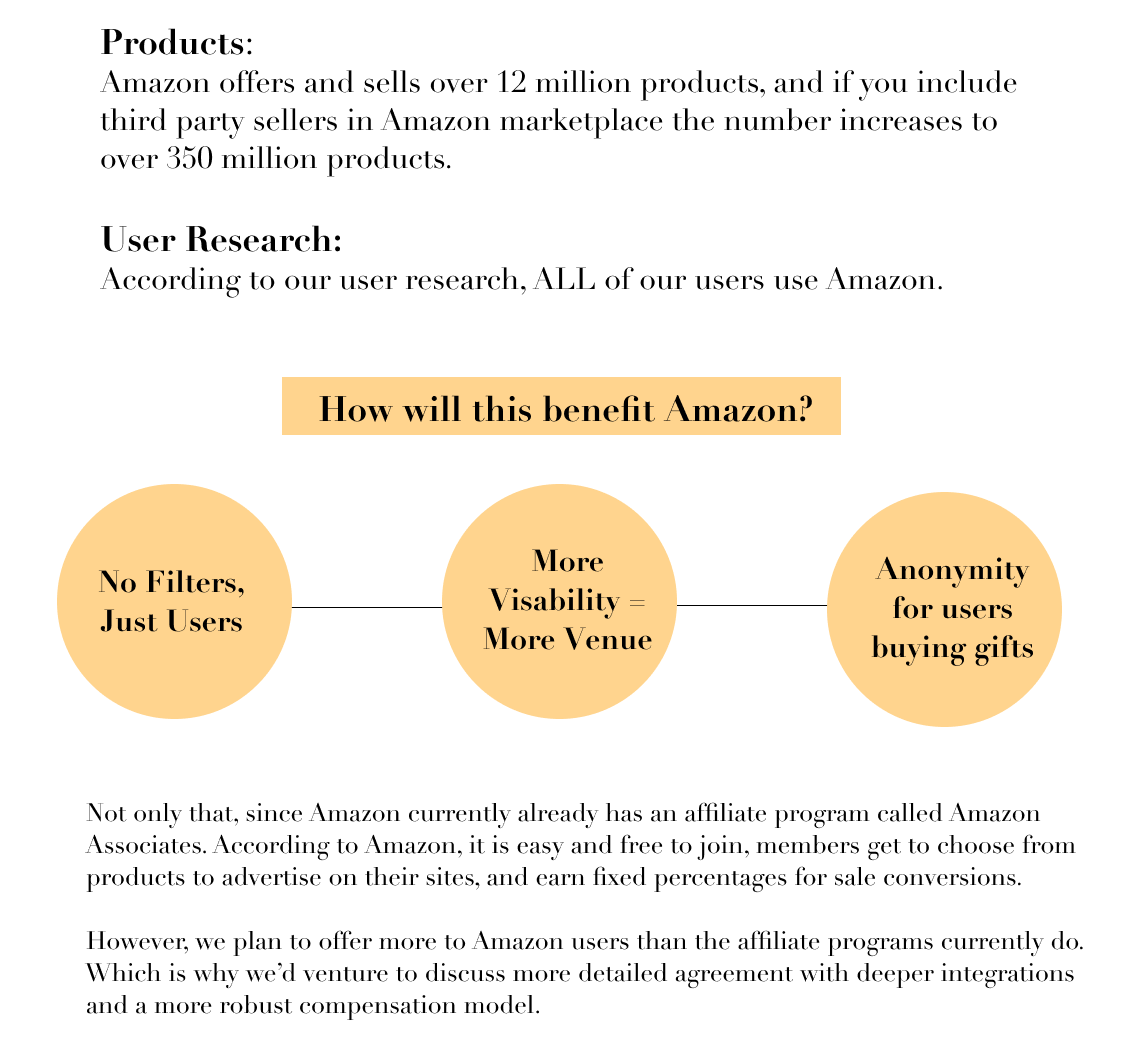 Products:
Amazon offers and sells over 12 million products, and if you include
third party sellers in Amazon marketplace the number increases to
over 350 million products.
User Research:
According to our user research, ALL of our users use Amazon.
How will this benefit Amazon?
No Filters,
Just Users
More
Visability =
More Venue
Anonymity
for users
buying gifts
Not only that, since Amazon currently already has an affiliate program called Amazon
Associates. According to Amazon, it is easy and free to join, members get to choose from
products to advertise on their sites, and earn fixed percentages for sale conversions.
However, we plan to offer more to Amazon users than the affiliate programs currently do.
Which is why we'd venture to discuss more detailed agreement with deeper integrations
and a more robust compensation model.